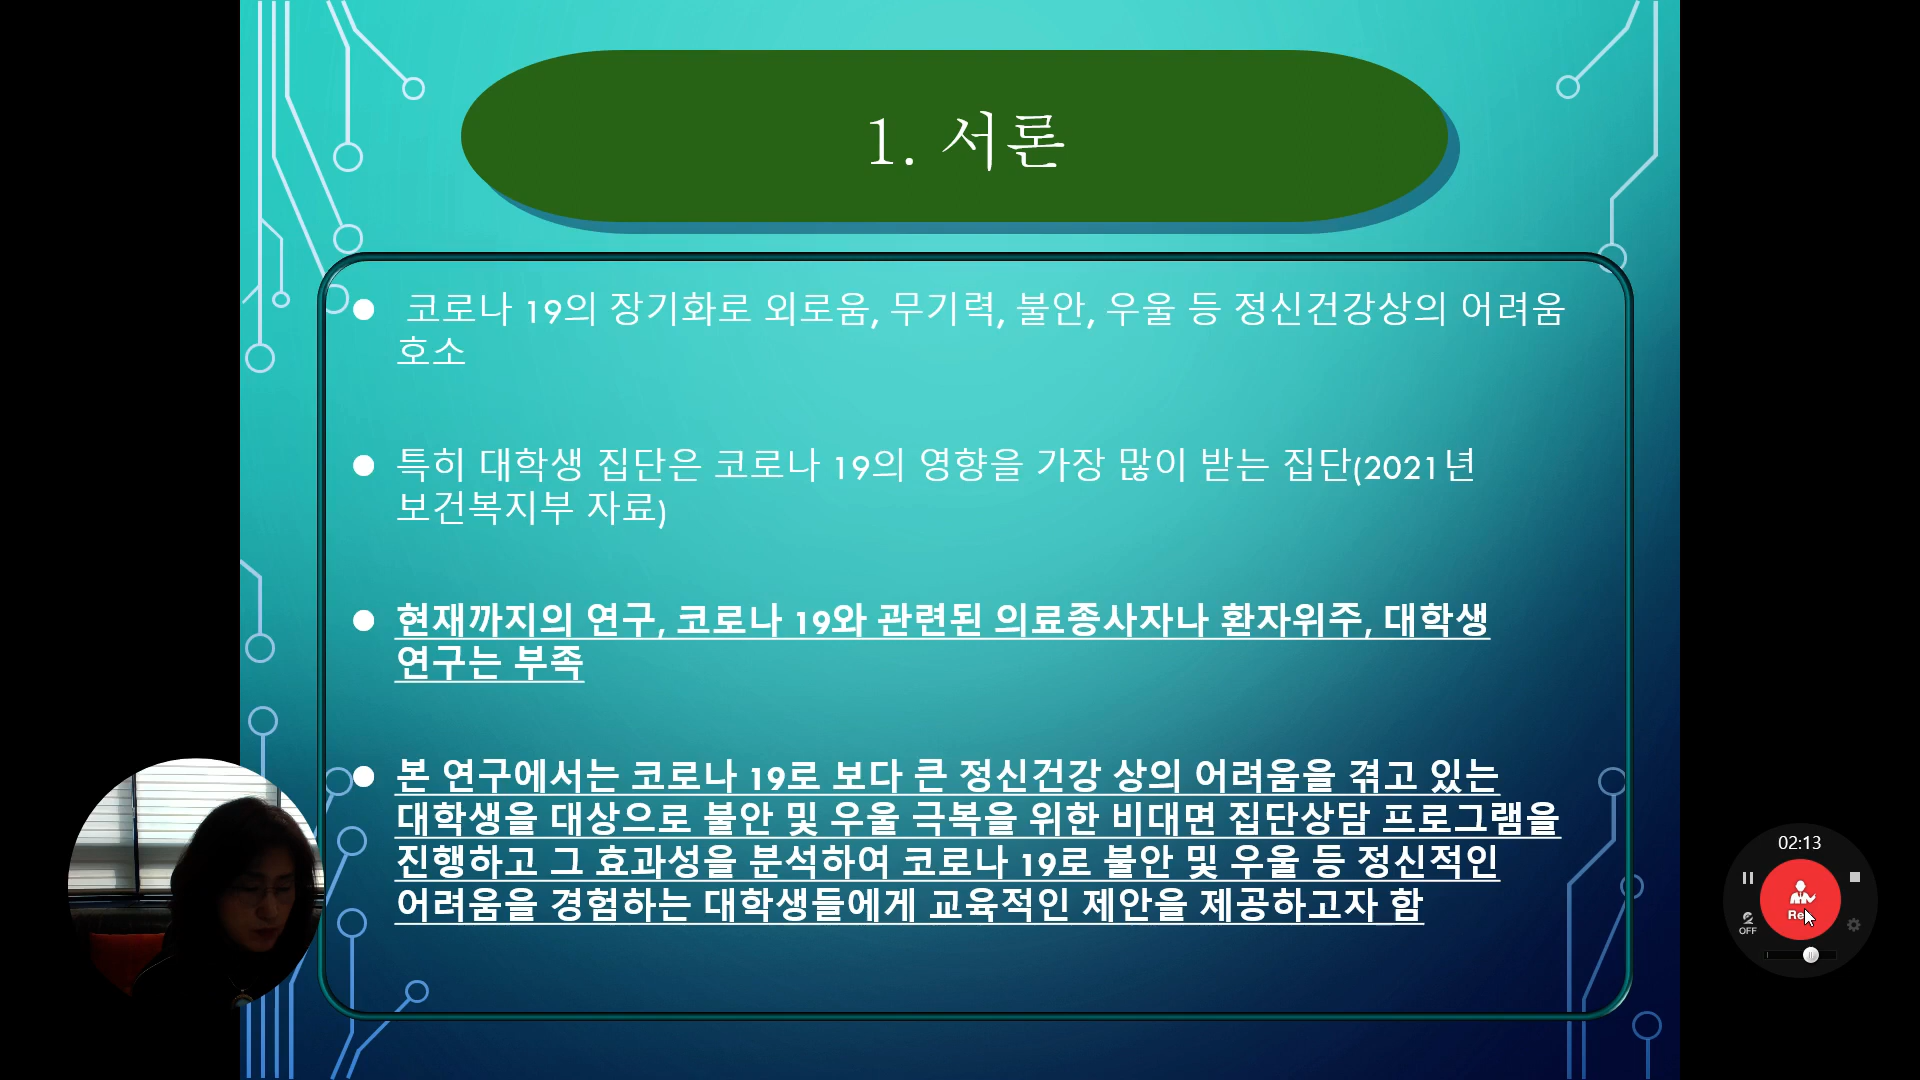 1. 서론
● 코로나 19의 장기화로 외로움, 무기력, 불안, 우울 등 정신건강상의 어려움
호소
● 특히 대학생 집단은 코로나 19의 영향을 가장 많이 받는 집단(2021년
보건복지부 자료)
● 현재까지의 연구, 코로나 19와 관련된 의료종사자나 환자위주, 대학생
연구는 부족
● 본 연구에서는 코로나 19로 보다 큰 정신건강 상의 어려움을 겪고 있는
대학생을 대상으로 불안 및 우울 극복을 위한 비대면 집단상담 프로그램을
진행하고 그 효과성을 분석하여 코로나 19로 불안 및 우울 등 정신적인
어려움을 경험하는 대학생들에게 교육적인 제안을 제공하고자 함
02:13
OFF